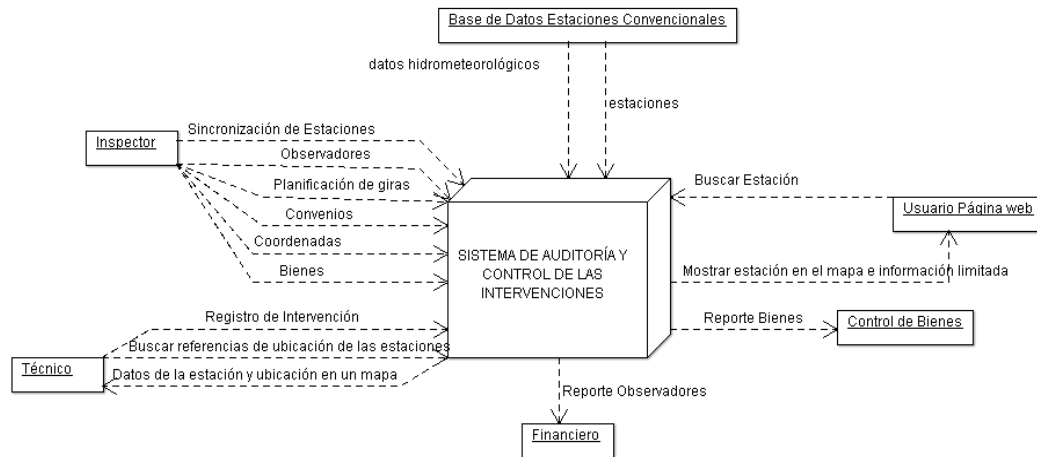 Base de Datos Estaciones Convencionales
datos hidrometeorológicos
estaciones
Inspector
Sincronización de Estaciones
Observadores
Planificación de giras
Convenios
Coordenadas
Bienes
SISTEMA DE AUDITORÍA Y
CONTROL DE LAS
INTERVENCIONES
Buscar Estación
Usuario Página web
Mostrar estación en el mapa e información limitada
Reporte Bienes
Control de Bienes
Registro de Intervención
Buscar referencias de ubicación de las estaciones
Técnico
Datos de la estación y ubicación en un mapa
Reporte Observadores
Financiero